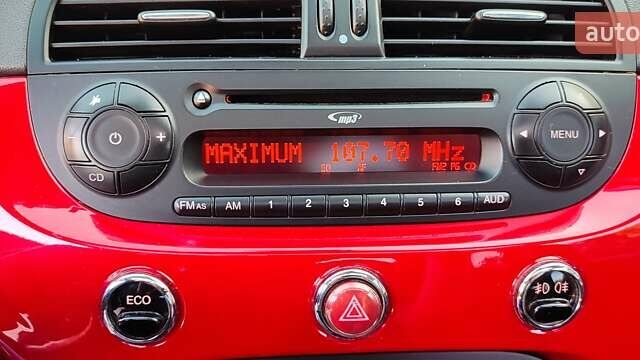 auto
mp3
MAXIMUM 107.70 MHz
FM2
CD
MENU
FM AS AM 1 2 3 4 5 6 AUD
ECO